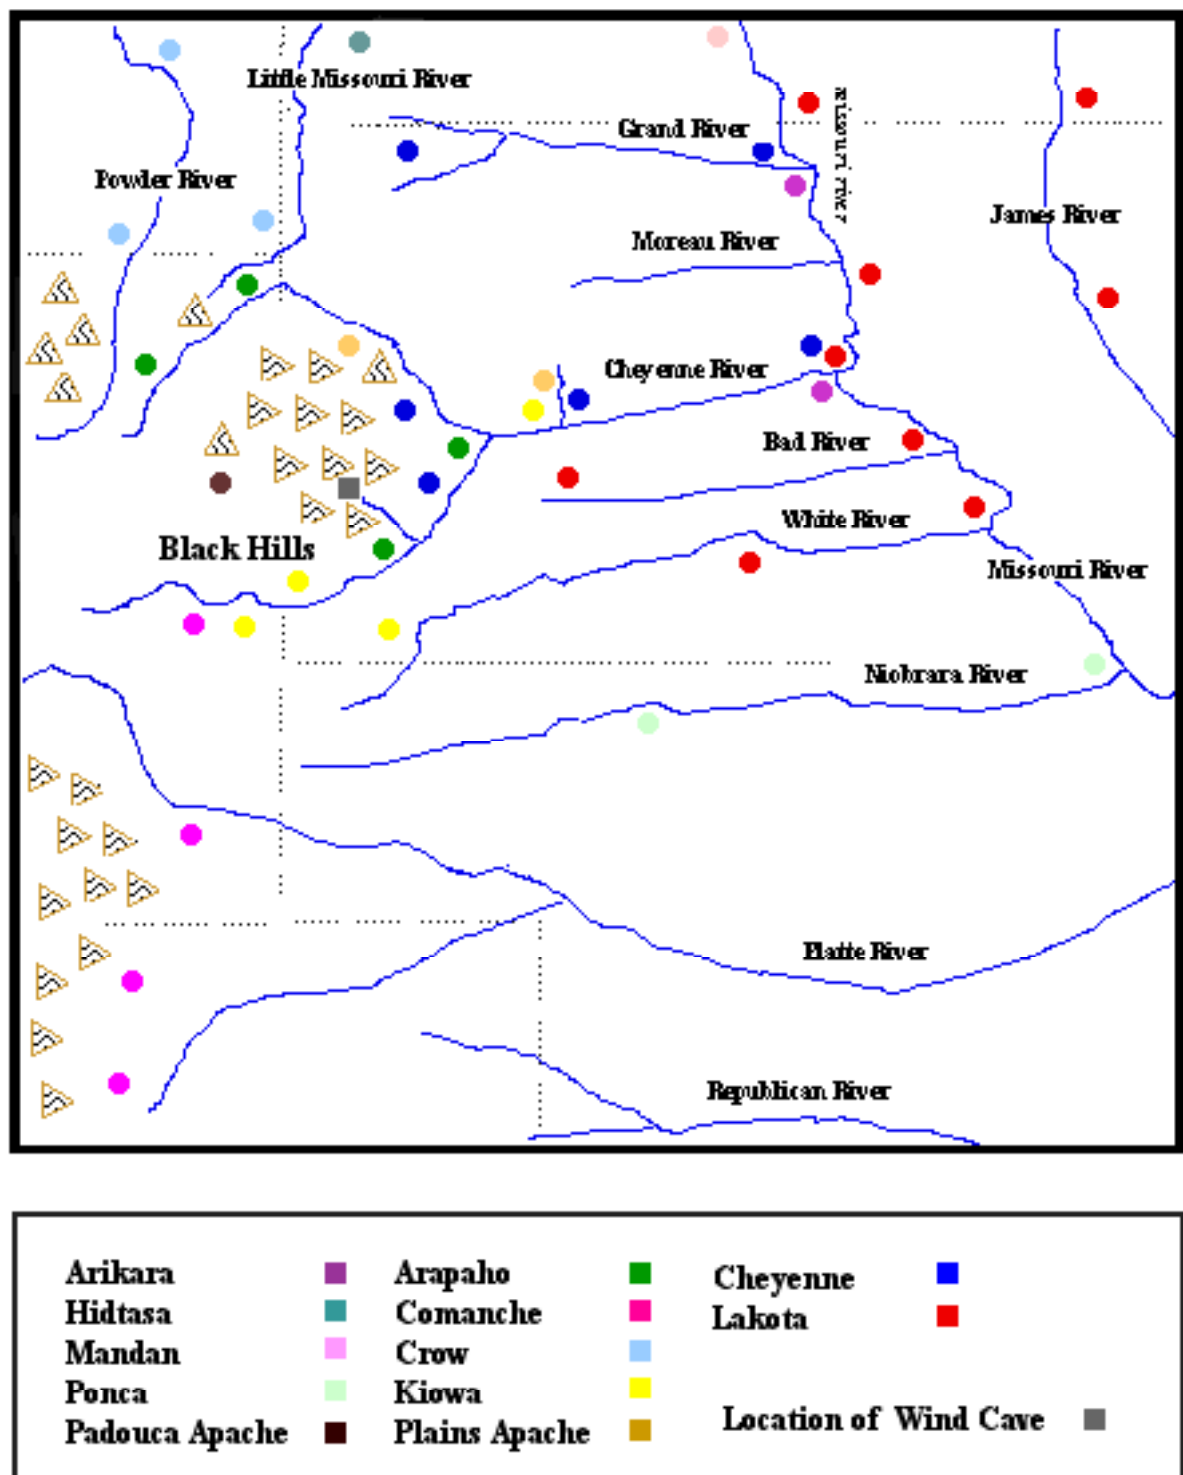 Little Missouri River
Grand River
Missouri River
Powder River
James River
Moreau River
Cheyenne River
Bad River
White River
Black Hills
Missouri River
Niobrara River
Platte River
Republican River
Arikara Arapaho Cheyenne
Hidtasa Comanche Lakota
Mandan Crow
Ponca Kiowa
Padouca Apache Plains Apache Location of Wind Cave